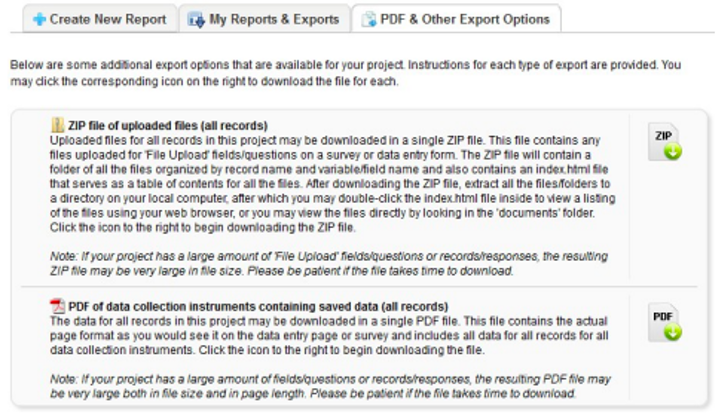 Create New Report
My Reports & Exports
PDF & Other Export Options
Below are some additional export options that are available for your project. Instructions for each type of export are provided. You
may click the corresponding icon on the right to download the file for each.
ZIP file of uploaded files (all records)
Uploaded files for all records in this project may be downloaded in a single ZIP file. This file contains any
files uploaded for 'File Upload' fields/questions on a survey or data entry form. The ZIP file will contain a
folder of all the files organized by record name and variable/field name and also contains an index.html file
that serves as a table of contents for all the files. After downloading the ZIP file, extract all the files/folders to
a directory on your local computer, after which you may double-click the index.html file inside to view a listing
of the files using your web browser, or you may view the files directly by looking in the 'documents' folder.
Click the icon to the right to begin downloading the ZIP file.
ZIP
Note: If your project has a large amount of 'File Upload' fields/questions or records/responses, the resulting
ZIP file may be very large in file size. Please be patient if the file takes time to download.
PDF of data collection instruments containing saved data (all records)
The data for all records in this project may be downloaded in a single PDF file. This file contains the actual
page format as you would see it on the data entry page or survey and includes all data for all records for all
data collection instruments. Click the icon to the right to begin downloading the file.
PDF
Note: If your project has a large amount of fields/questions or records/responses, the resulting PDF file may
be very large both in file size and in page length. Please be patient if the file takes time to download.